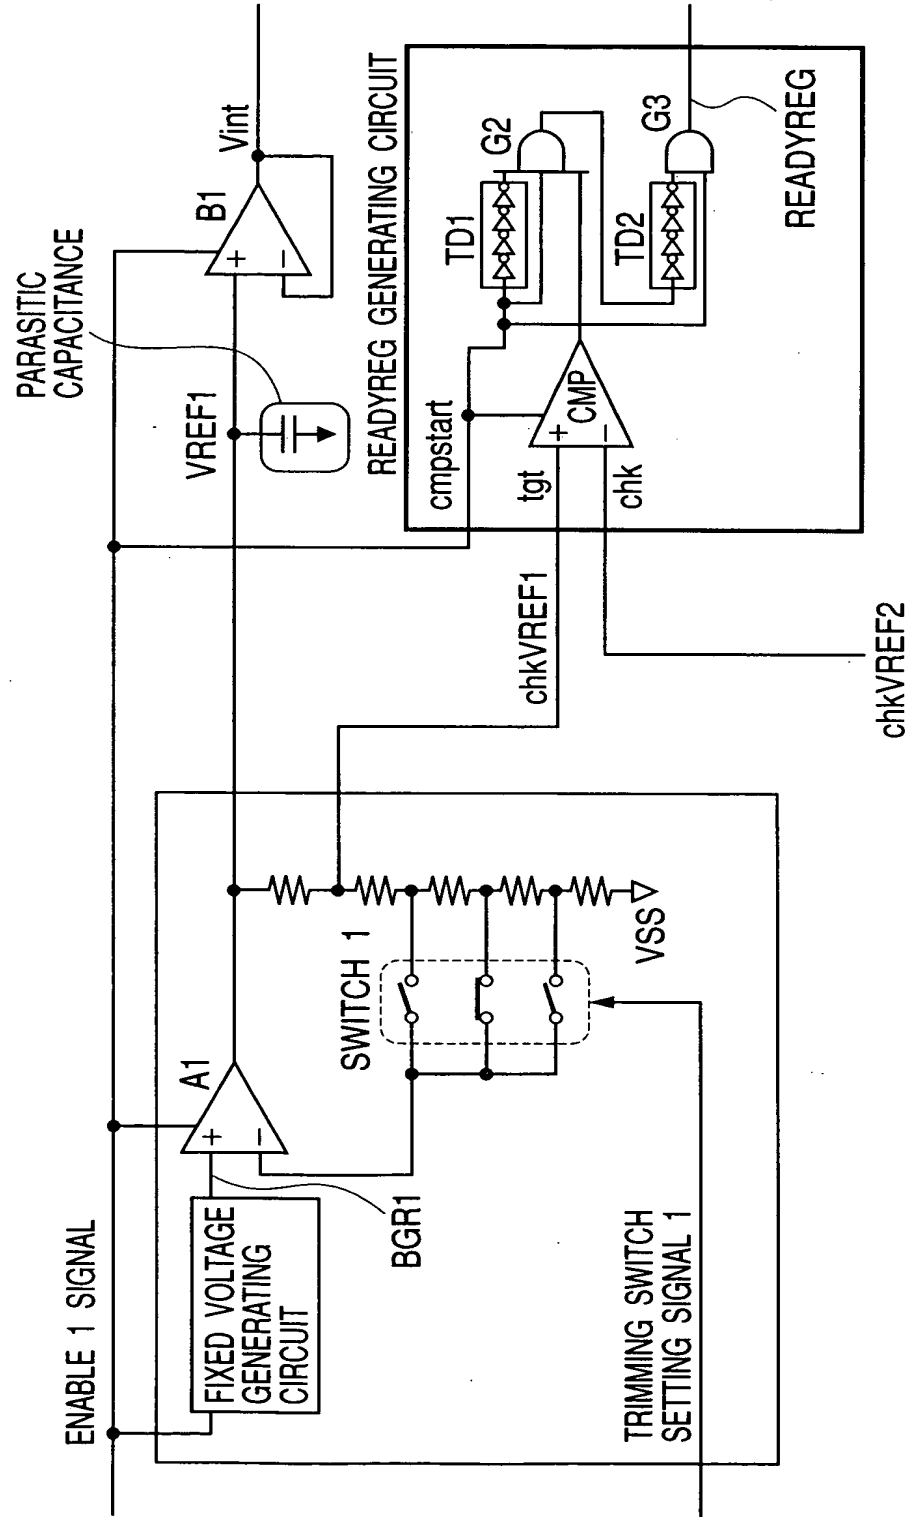 ENABLE 1 SIGNAL
FIXED VOLTAGE
GENERATING
CIRCUIT
BGR1
A1
+
−
SWITCH 1
VSS
TRIMMING SWITCH
SETTING SIGNAL 1
VREF1
PARASITIC
CAPACITANCE
B1
+
−
Vint
chkVREF1
chkVREF2
READYREG GENERATING CIRCUIT
cmpstart
tgt
chk
+
−
CMP
TD1
G2
TD2
G3
READYREG